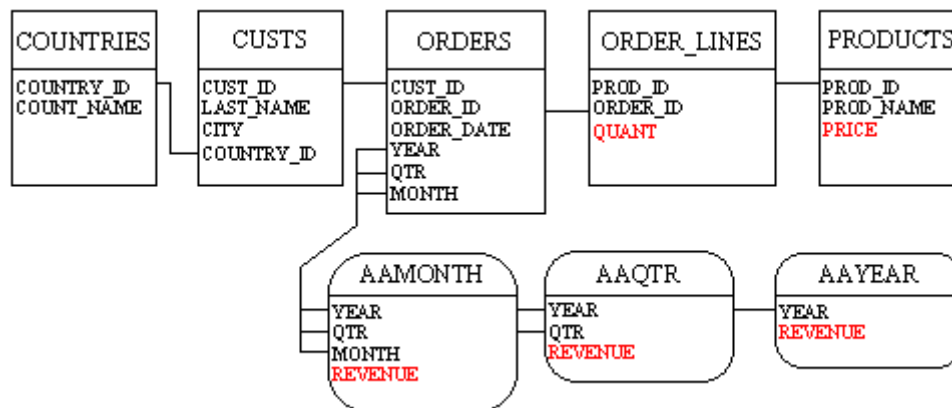 COUNTRIES
COUNTRY_ID
COUNT_NAME
CUSTS
CUST_ID
LAST_NAME
CITY
COUNTRY_ID
ORDERS
CUST_ID
ORDER_ID
ORDER_DATE
YEAR
QTR
MONTH
ORDER_LINES
PROD_ID
ORDER_ID
QUANT
PRODUCTS
PROD_ID
PROD_NAME
PRICE
AAMONTH
YEAR
QTR
MONTH
REVENUE
AAQTR
YEAR
QTR
REVENUE
AAYEAR
YEAR
REVENUE